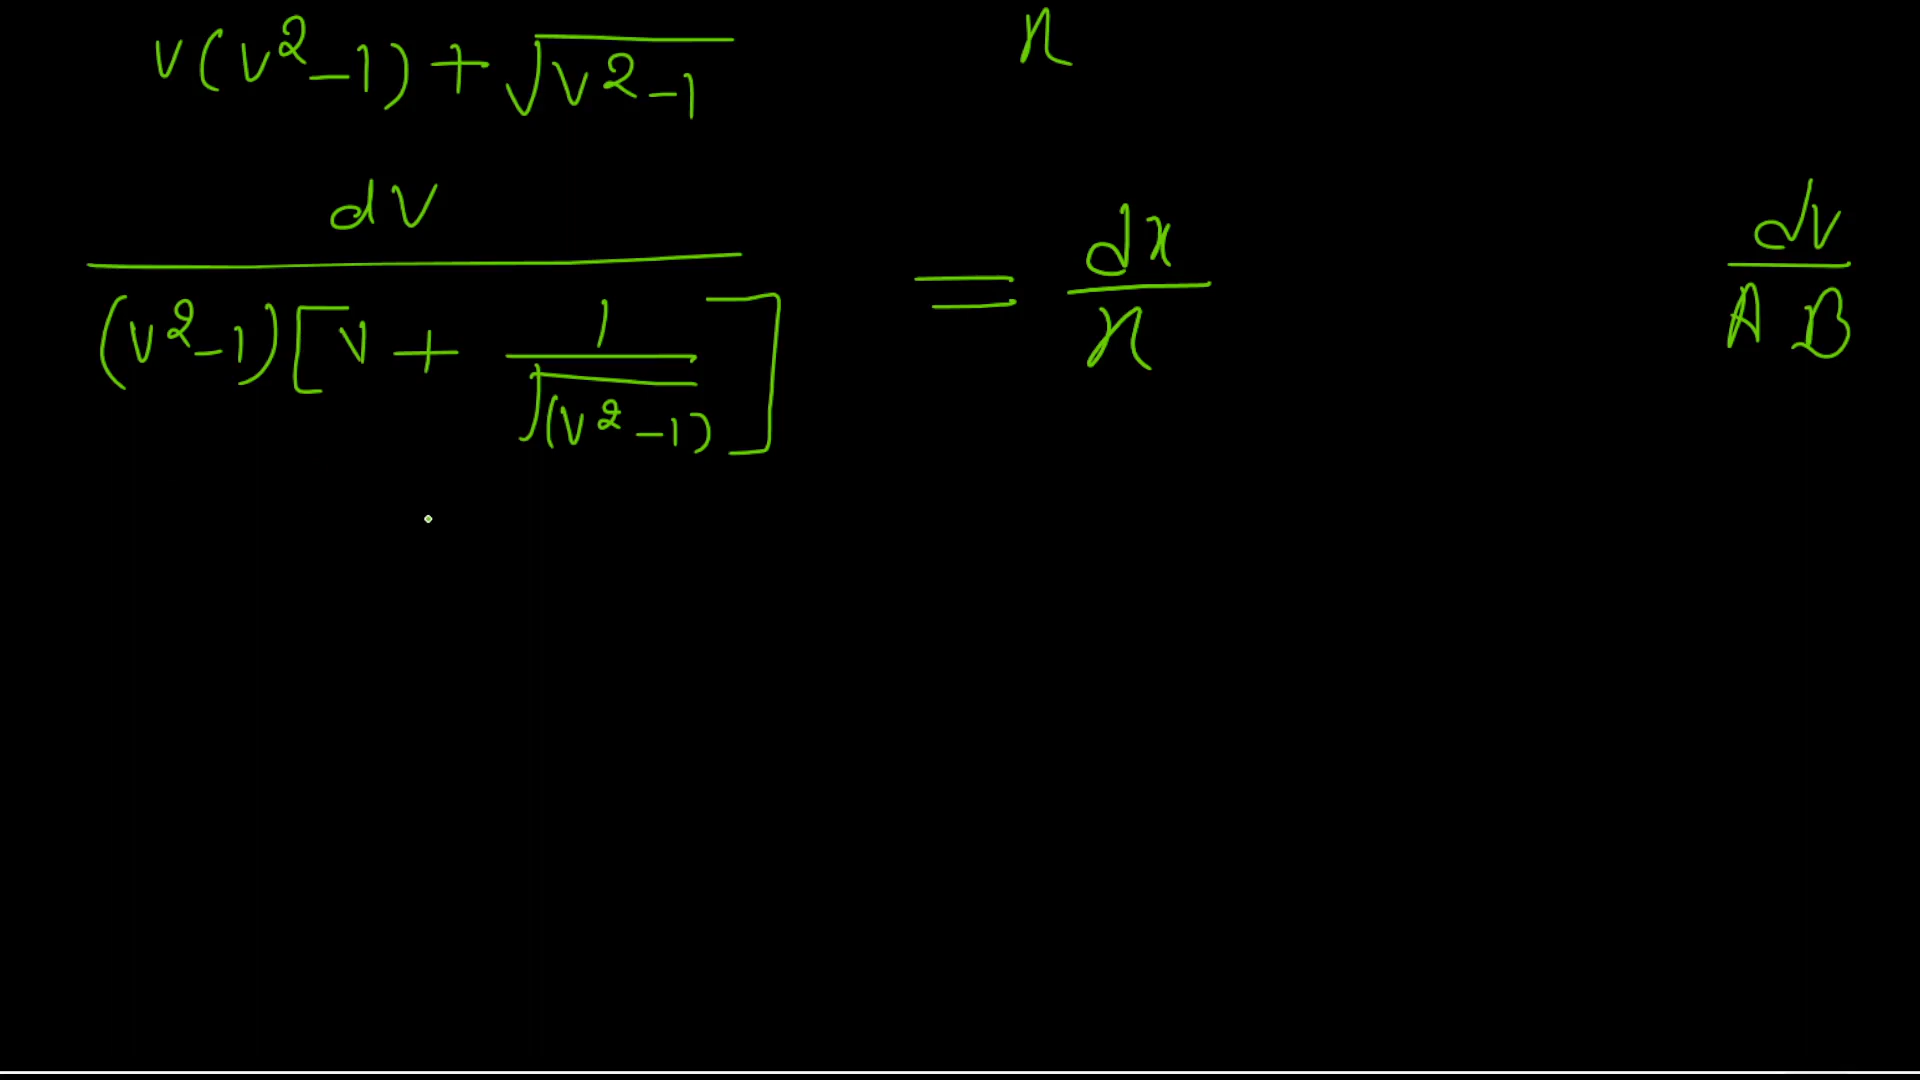 v(v²-1)+√(v²-1) x
dv/((v²-1)[v+1/√(v²-1)]) = dx/x dv/(A B)